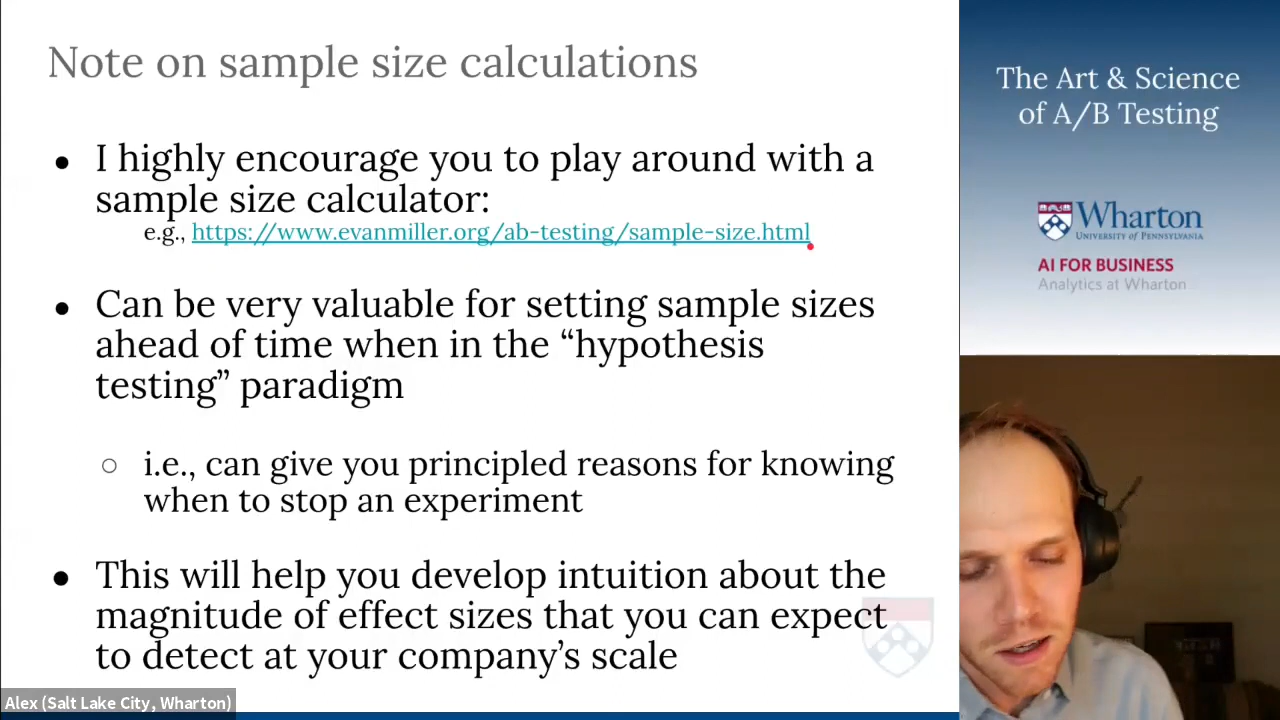 Note on sample size calculations
● I highly encourage you to play around with a
sample size calculator:
e.g., https://www.evanmiller.org/ab-testing/sample-size.html
● Can be very valuable for setting sample sizes
ahead of time when in the “hypothesis
testing” paradigm
○ i.e., can give you principled reasons for knowing
when to stop an experiment
● This will help you develop intuition about the
magnitude of effect sizes that you can expect
to detect at your company’s scale
Alex (Salt Lake City, Wharton)
The Art & Science
of A/B Testing
Wharton
UNIVERSITY OF PENNSYLVANIA
AI FOR BUSINESS
Analytics at Wharton